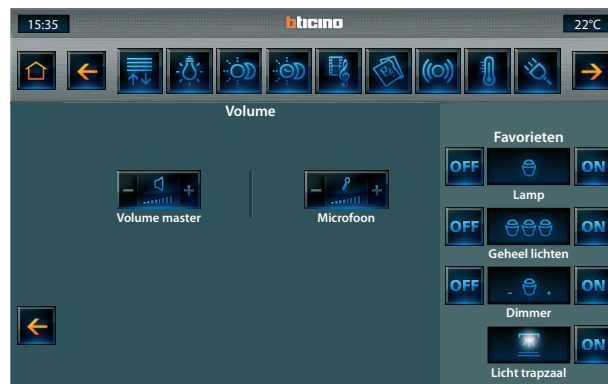 15:35
bticino
22°C
Volume
Favorieten
OFF
ON
Lamp
Volume master
Microfoon
OFF
ON
Geheel lichten
OFF
ON
Dimmer
ON
Licht trapzaal